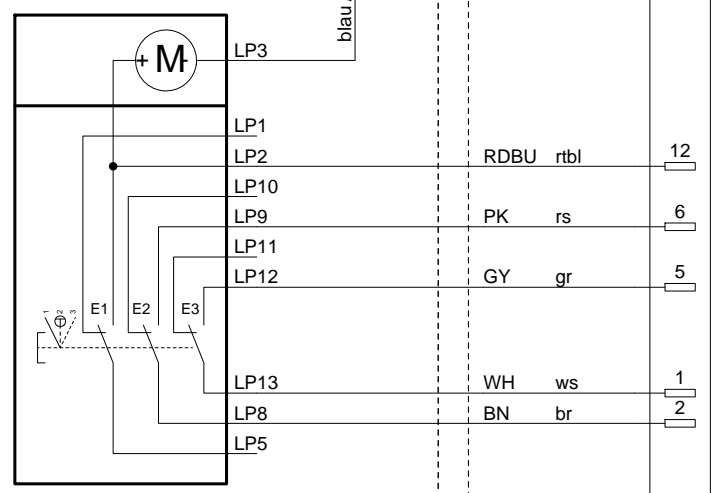 blau
+ M -
LP3
LP1
LP2 RDBU rtbl 12
LP10
LP9 PK rs 6
LP11
LP12 GY gr 5
1 2 3
E1 E2 E3
LP13 WH ws 1
LP8 BN br 2
LP5